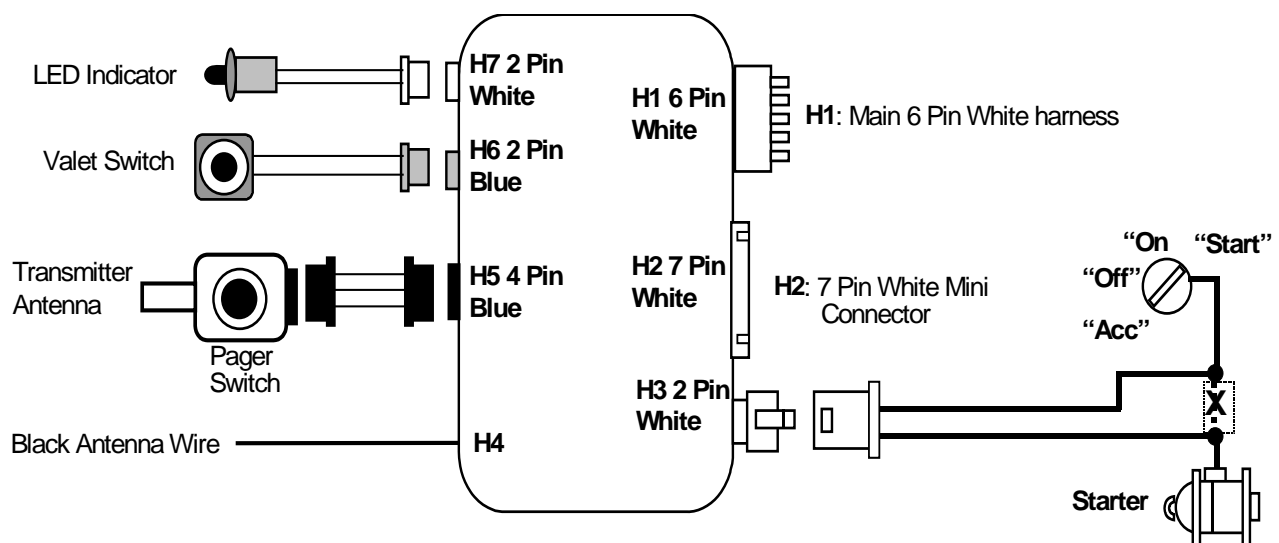 LED Indicator
H7 2 Pin
White
Valet Switch
H6 2 Pin
Blue
Transmitter
Antenna
H5 4 Pin
Blue
Pager
Switch
Black Antenna Wire
H4
H1 6 Pin
White
H1: Main 6 Pin White harness
H2 7 Pin
White
H2: 7 Pin White Mini
Connector
H3 2 Pin
White
“On
“Start”
“Off”
“Acc”
X
Starter